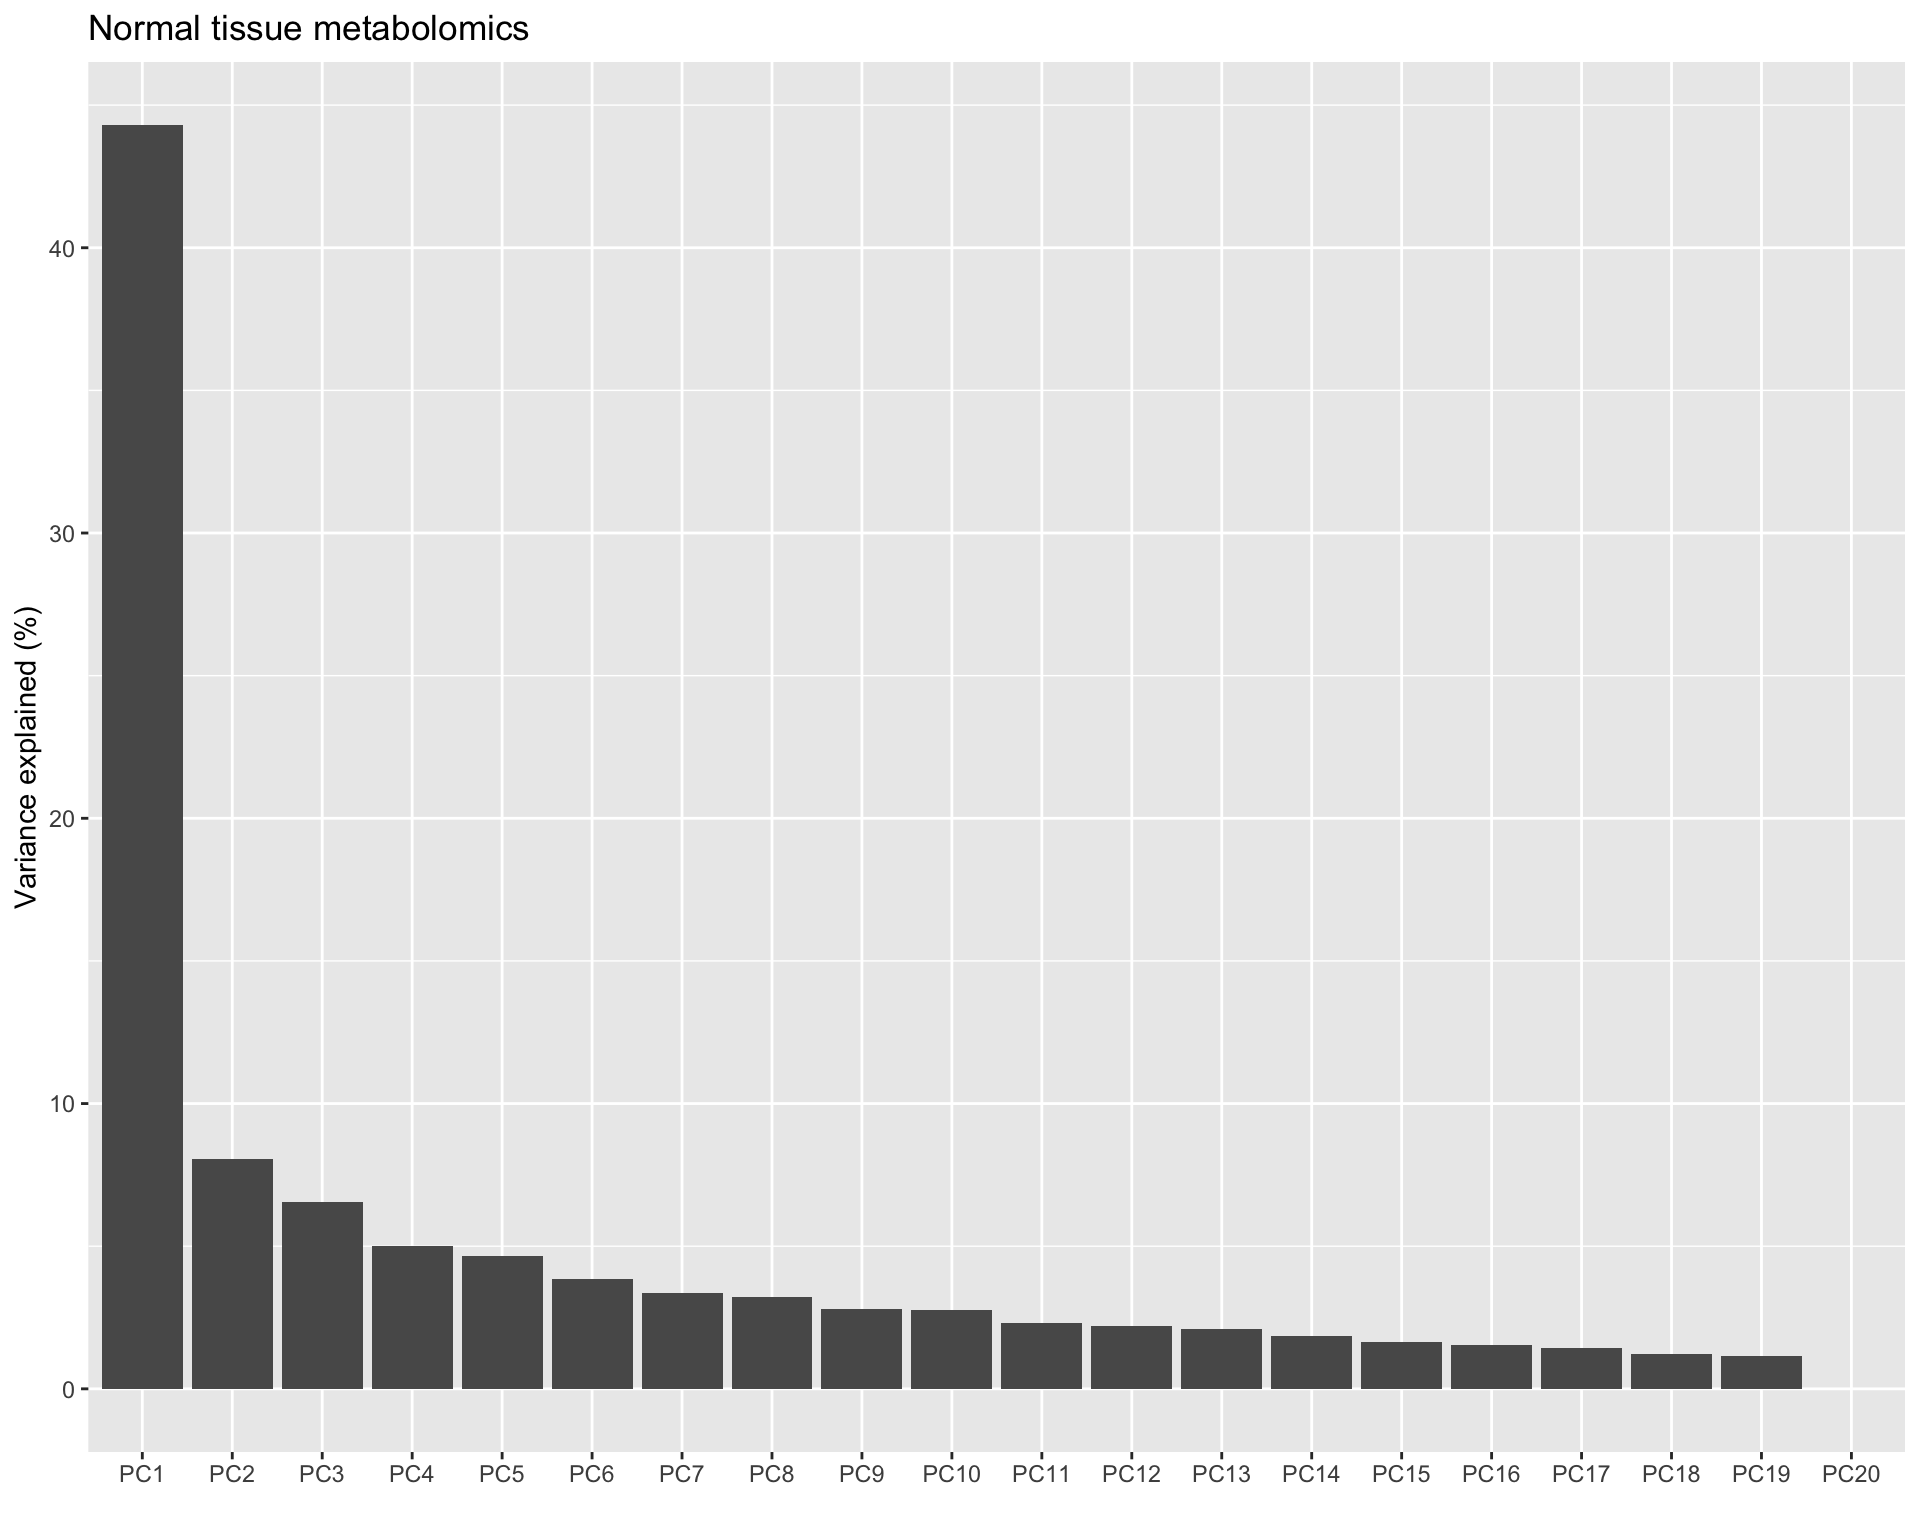 Normal tissue metabolomics
Variance explained (%)
40
30
20
10
0
PC1 PC2 PC3 PC4 PC5 PC6 PC7 PC8 PC9 PC10 PC11 PC12 PC13 PC14 PC15 PC16 PC17 PC18 PC19 PC20